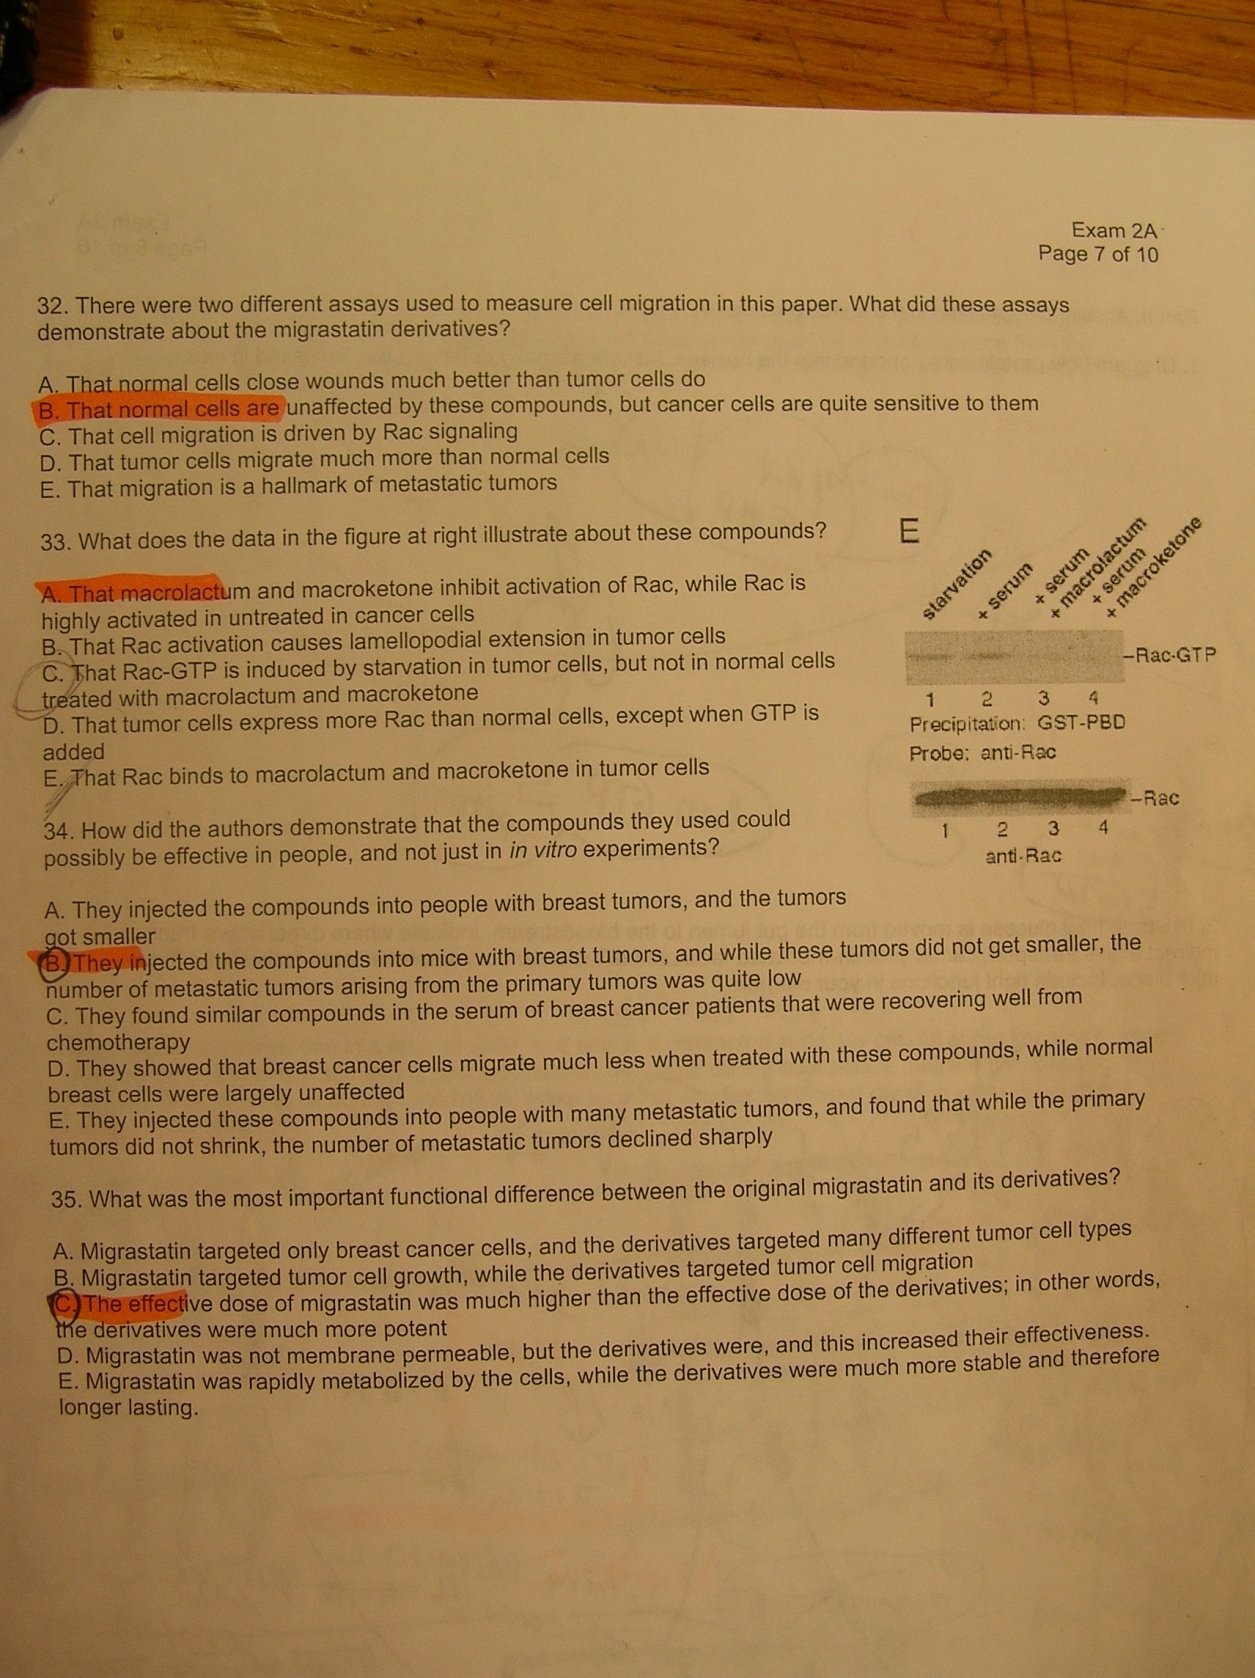 Exam 2A
Page 7 of 10
32. There were two different assays used to measure cell migration in this paper. What did these assays
demonstrate about the migrastatin derivatives?
A. That normal cells close wounds much better than tumor cells do
B. That normal cells are unaffected by these compounds, but cancer cells are quite sensitive to them
C. That cell migration is driven by Rac signaling
D. That tumor cells migrate much more than normal cells
E. That migration is a hallmark of metastatic tumors
33. What does the data in the figure at right illustrate about these compounds?
A. That macrolactum and macroketone inhibit activation of Rac, while Rac is
highly activated in untreated in cancer cells
B. That Rac activation causes lamellopodial extension in tumor cells
C. That Rac-GTP is induced by starvation in tumor cells, but not in normal cells
treated with macrolactum and macroketone
D. That tumor cells express more Rac than normal cells, except when GTP is
added
E. That Rac binds to macrolactum and macroketone in tumor cells
E
starvation
+ serum
+ serum
+ macrolactum
+ serum
+ macroketone
–Rac-GTP
1 2 3 4
Precipitation: GST-PBD
Probe: anti-Rac
–Rac
1 2 3 4
anti-Rac
34. How did the authors demonstrate that the compounds they used could
possibly be effective in people, and not just in in vitro experiments?
A. They injected the compounds into people with breast tumors, and the tumors
got smaller
B. They injected the compounds into mice with breast tumors, and while these tumors did not get smaller, the
number of metastatic tumors arising from the primary tumors was quite low
C. They found similar compounds in the serum of breast cancer patients that were recovering well from
chemotherapy
D. They showed that breast cancer cells migrate much less when treated with these compounds, while normal
breast cells were largely unaffected
E. They injected these compounds into people with many metastatic tumors, and found that while the primary
tumors did not shrink, the number of metastatic tumors declined sharply
35. What was the most important functional difference between the original migrastatin and its derivatives?
A. Migrastatin targeted only breast cancer cells, and the derivatives targeted many different tumor cell types
B. Migrastatin targeted tumor cell growth, while the derivatives targeted tumor cell migration
C. The effective dose of migrastatin was much higher than the effective dose of the derivatives; in other words,
the derivatives were much more potent
D. Migrastatin was not membrane permeable, but the derivatives were, and this increased their effectiveness.
E. Migrastatin was rapidly metabolized by the cells, while the derivatives were much more stable and therefore
longer lasting.